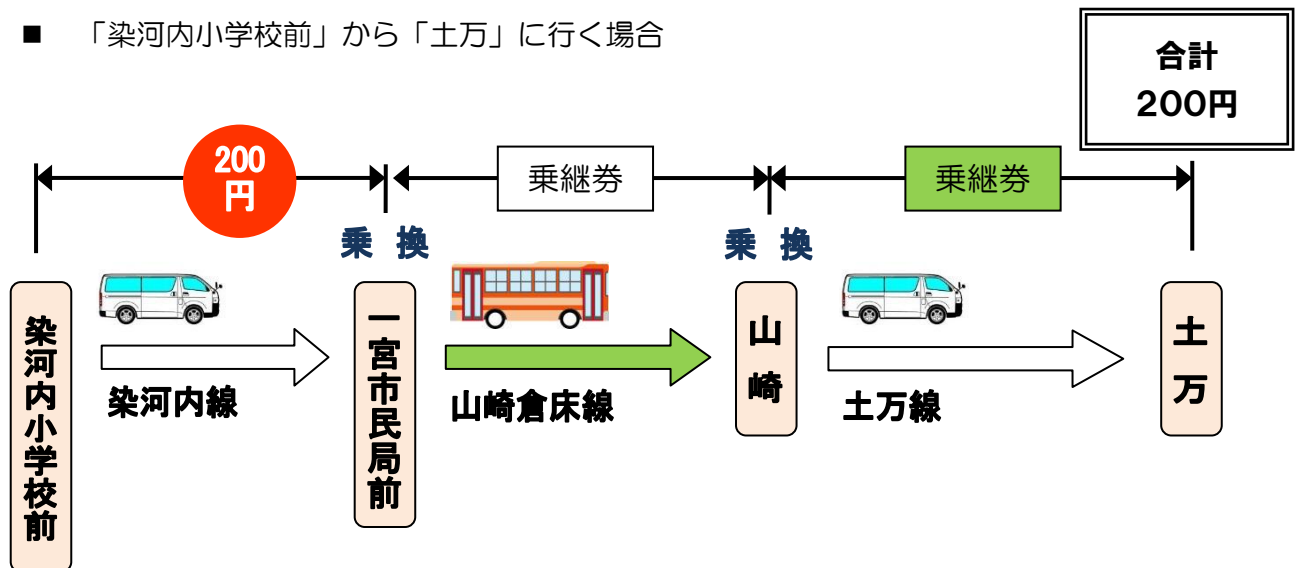 ■ 「染河内小学校前」から「土万」に行く場合
合計
200円
200
円
乗継券
乗継券
乗 換
乗 換
染河内小学校前
染河内線
一宮市民局前
山崎倉床線
山崎
土万線
土万